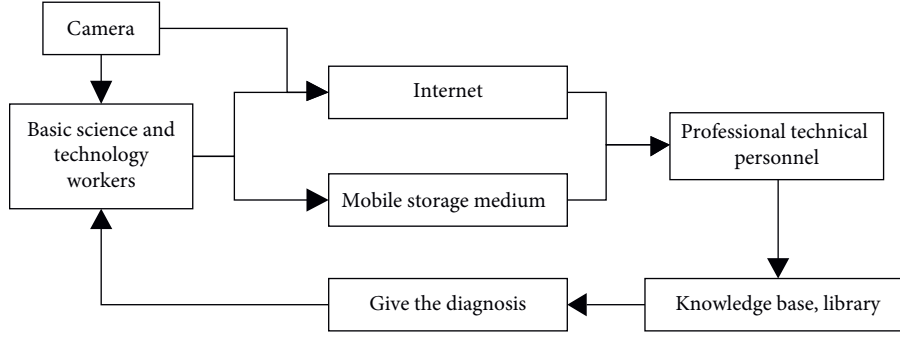 Camera
Basic science and
technology
workers
Internet
Mobile storage medium
Professional technical
personnel
Give the diagnosis
Knowledge base, library